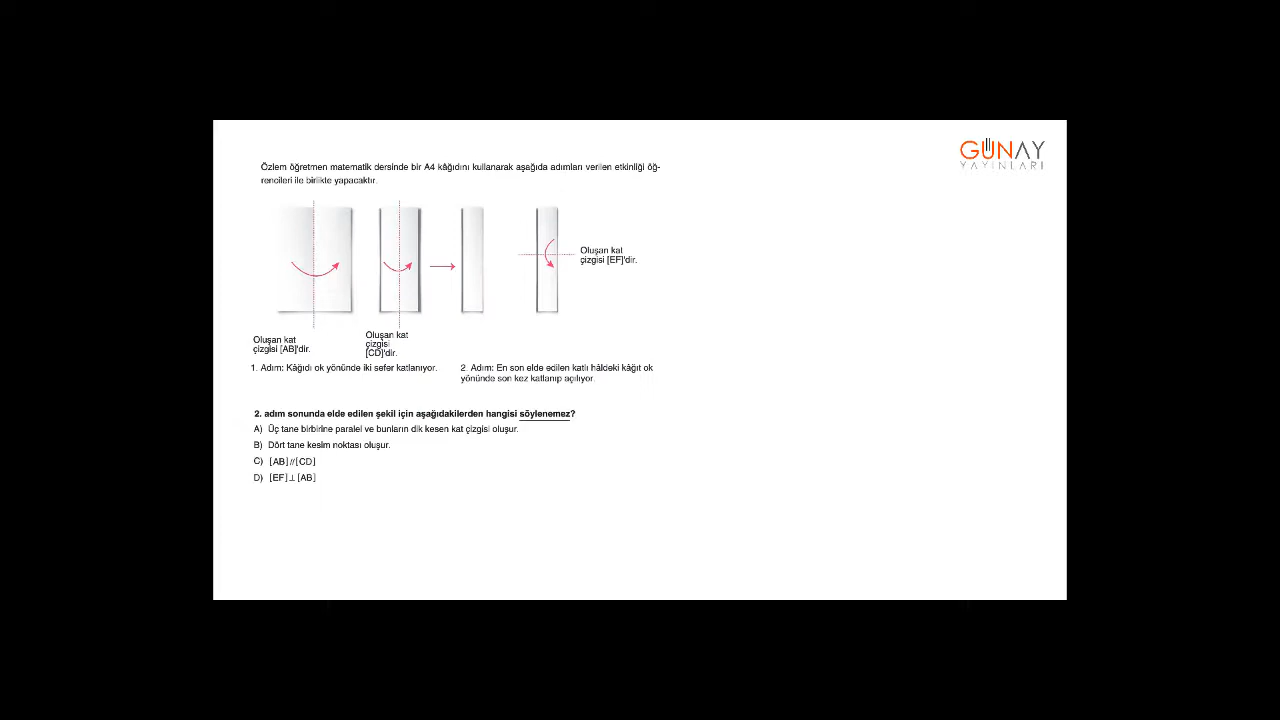 GÜNAY
YAYINLARI
Özlem öğretmen matematik dersinde bir A4 kâğıdını kullanarak aşağıda adımları verilen etkinliği öğ-
rencileri ile birlikte yapacaktır.
Oluşan kat
çizgisi [EF]'dir.
Oluşan kat
çizgisi [AB]'dir.
Oluşan kat
çizgisi
[CD]'dir.
1. Adım: Kâğıdı ok yönünde iki sefer katlanıyor.
2. Adım: En son elde edilen katlı hâldeki kâğıt ok
yönünde son kez katlanıp açılıyor.
2. adım sonunda elde edilen şekil için aşağıdakilerden hangisi söylenemez?
A) Üç tane birbirine paralel ve bunların dik kesen kat çizgisi oluşur.
B) Dört tane kesim noktası oluşur.
C) [AB]//[CD]
D) [EF]⊥[AB]